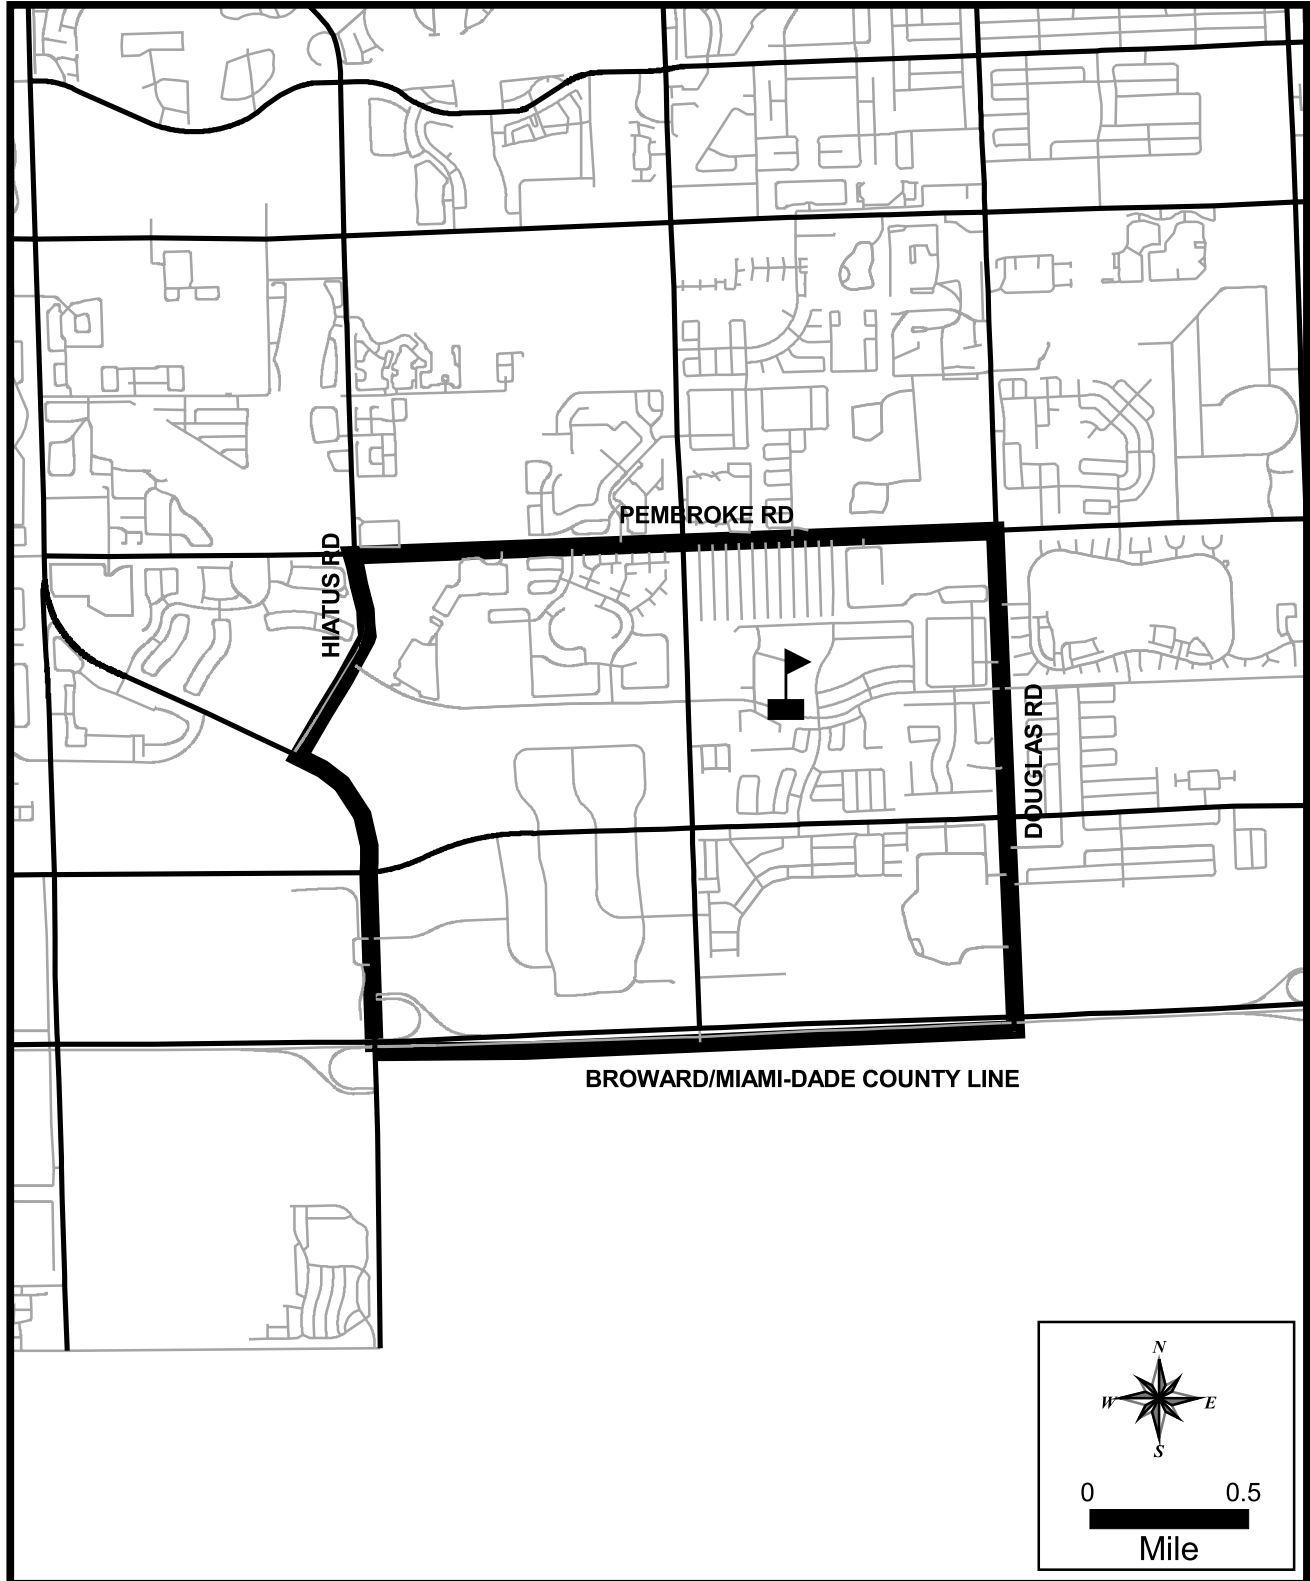 PEMBROKE RD
HIATUS RD
DOUGLAS RD
BROWARD/MIAMI-DADE COUNTY LINE
N
W E
S
0 0.5
Mile